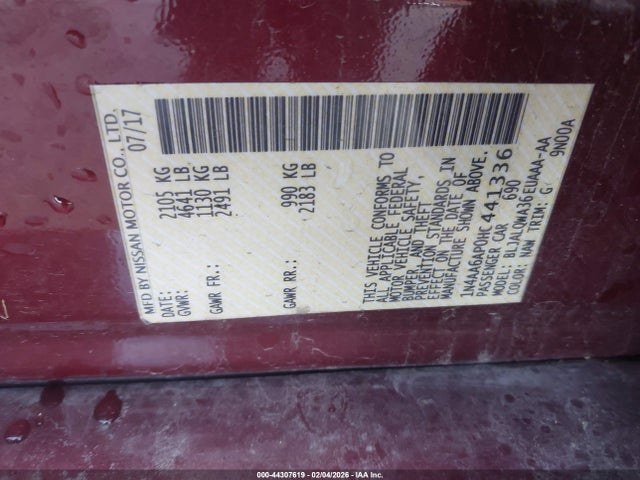 MFD BY NISSAN MOTOR CO., LTD.
DATE: 07/17
GVWR: 2105 KG
4641 LB
GAWR FR.: 1130 KG
2491 LB
GAWR RR.: 990 KG
2183 LB
THIS VEHICLE CONFORMS TO
ALL APPLICABLE FEDERAL
MOTOR VEHICLE SAFETY,
BUMPER, AND THEFT
PREVENTION STANDARDS IN
EFFECT ON THE DATE OF
MANUFACTURE SHOWN ABOVE.
1N4AA6AP0HC441336
PASSENGER CAR 690
MODEL: BLJALQWA36EUAAA-AA
COLOR: NAW TRIM: G 9N00A
000-44307619 - 02/04/2026 - IAA Inc.